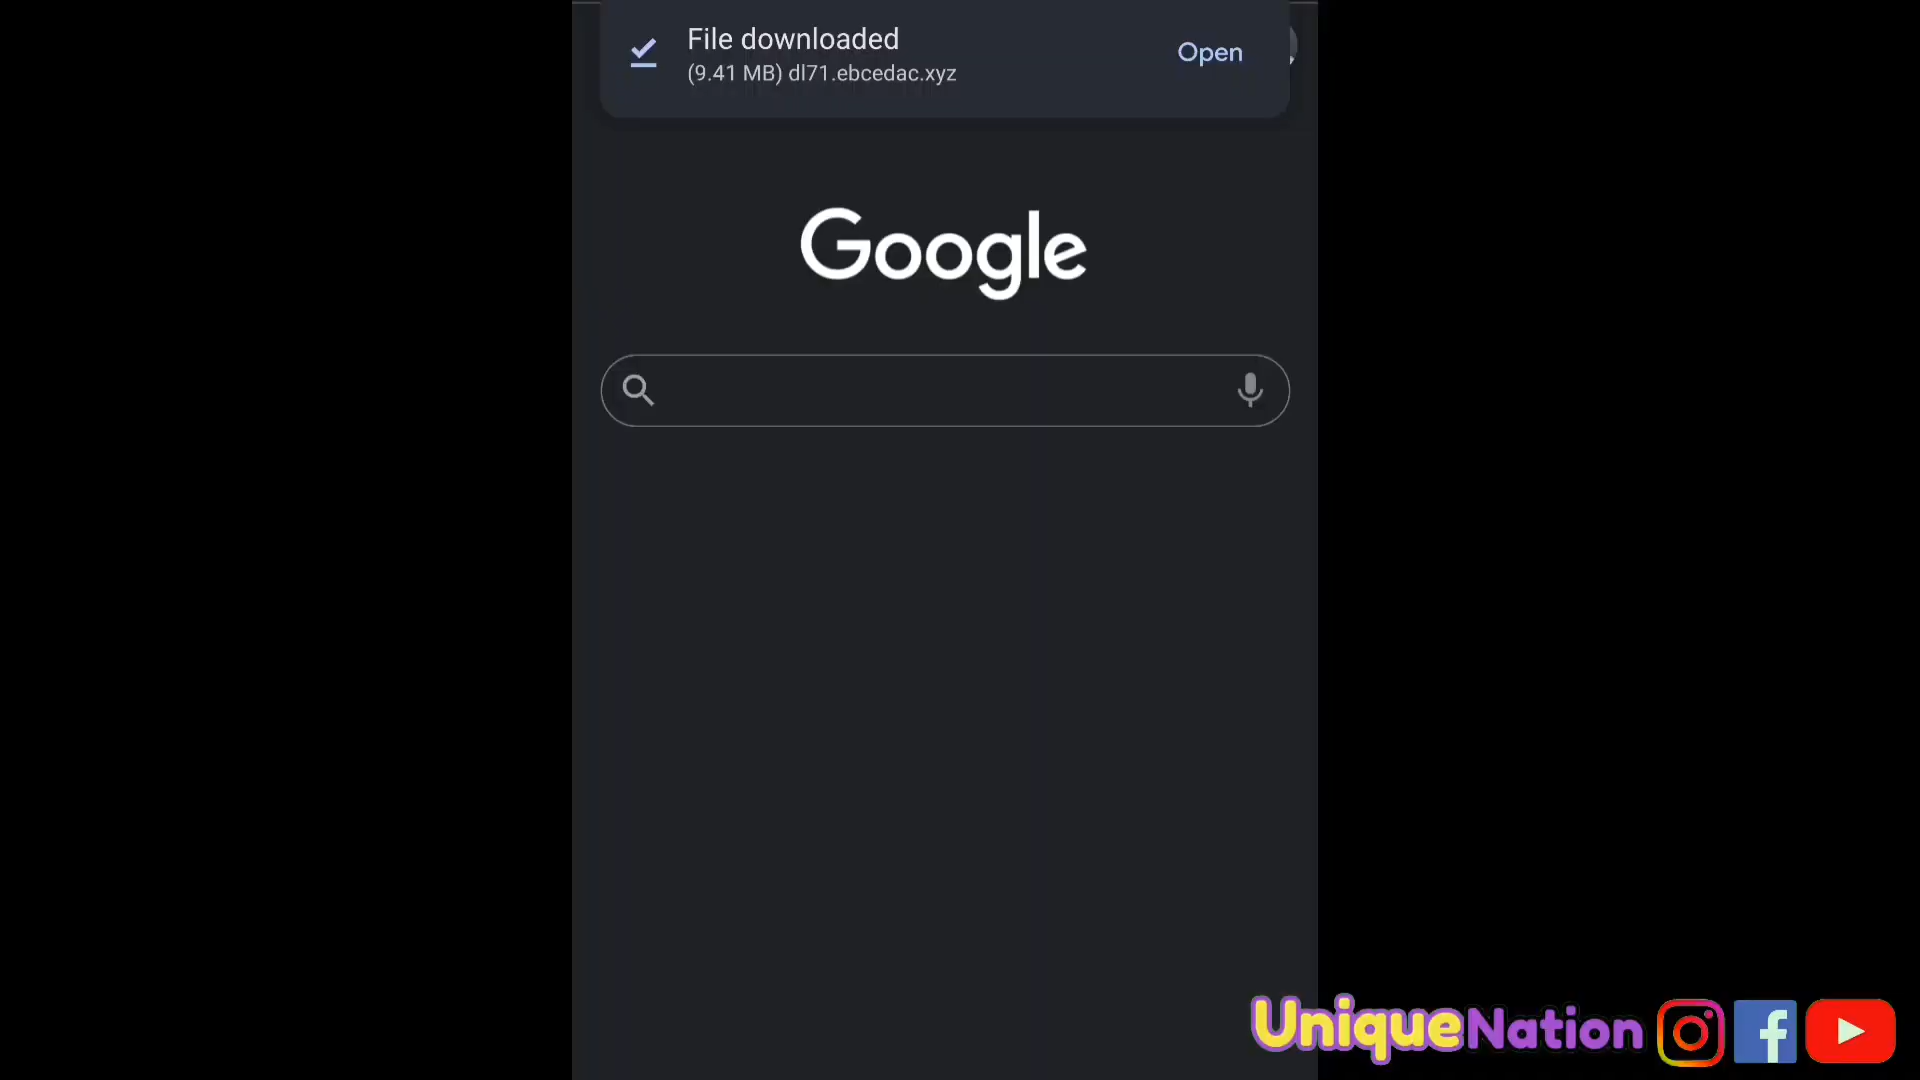 File downloaded
(9.41 MB) dl71.ebcedac.xyz
Open
Google
UniqueNation